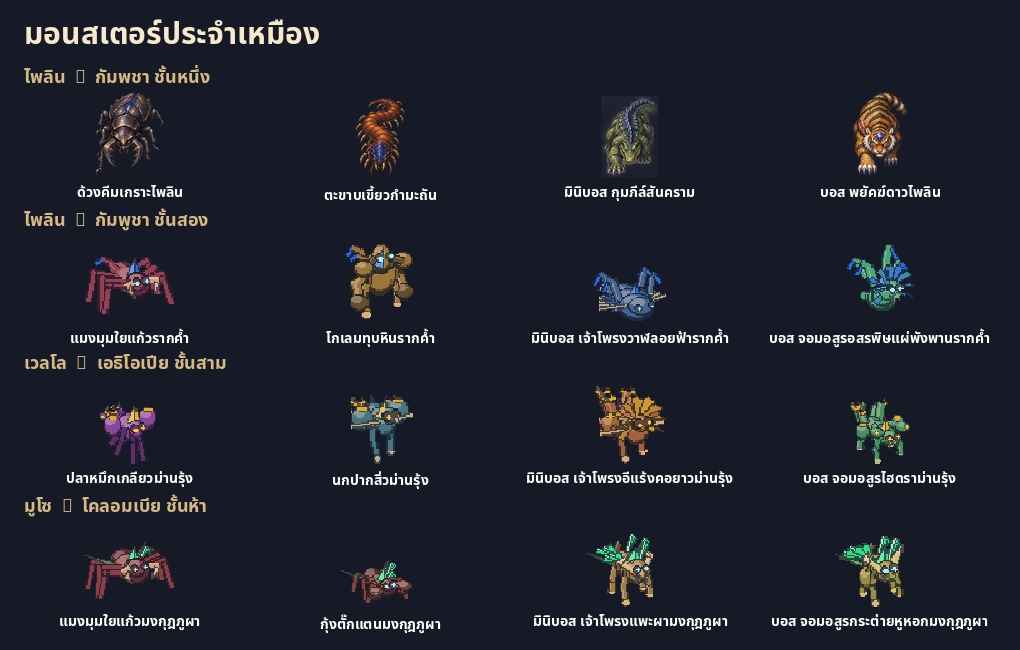 มอนสเตอร์ประจำเหมือง
ไพลิน ▯ กัมพูชา ชั้นหนึ่ง
ด้วงคีมเกราะไพลิน
ตะขาบเขี้ยวกำมะถัน
มินิบอส กุมภีล์สันคราม
บอส พยัคฆ์ดาวไพลิน
ไพลิน ▯ กัมพูชา ชั้นสอง
แมงมุมใยแก้วรากค้ำ
โกเลมทุบหินรากค้ำ
มินิบอส เจ้าโพรงวาฬลอยฟ้ารากค้ำ
บอส จอมอสูรอสรพิษแผ่พังพานรากค้ำ
เวลโล ▯ เอธิโอเปีย ชั้นสาม
ปลาหมึกเกลียวม่านรุ้ง
นกปากสิ่วม่านรุ้ง
มินิบอส เจ้าโพรงอีแร้งคอยาวม่านรุ้ง
บอส จอมอสูรไฮดราม่านรุ้ง
มูโซ ▯ โคลอมเบีย ชั้นห้า
แมงมุมใยแก้วมงกุฎภูผา
กุ้งตั๊กแตนมงกุฎภูผา
มินิบอส เจ้าโพรงแพะผามงกุฎภูผา
บอส จอมอสูรกระต่ายหูหอกมงกุฎภูผา